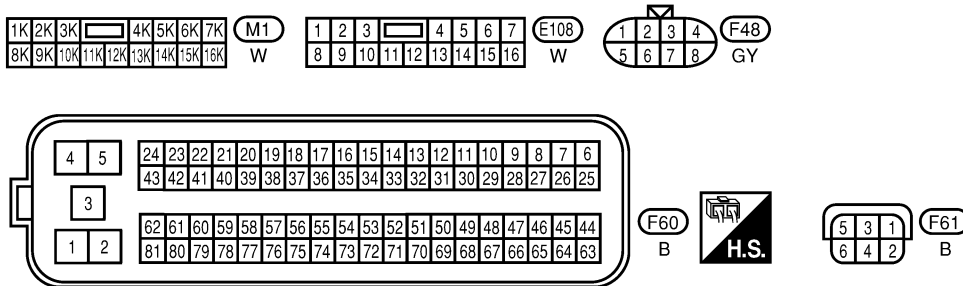 1K 2K 3K 4K 5K 6K 7K
8K 9K 10K 11K 12K 13K 14K 15K 16K
M1
W
1 2 3 4 5 6 7
8 9 10 11 12 13 14 15 16
E108
W
1 2 3 4
5 6 7 8
F48
GY
4 5
3
1 2
24 23 22 21 20 19 18 17 16 15 14 13 12 11 10 9 8 7 6
43 42 41 40 39 38 37 36 35 34 33 32 31 30 29 28 27 26 25
62 61 60 59 58 57 56 55 54 53 52 51 50 49 48 47 46 45 44
81 80 79 78 77 76 75 74 73 72 71 70 69 68 67 66 65 64 63
F60
B
H.S.
5 3 1
6 4 2
F61
B